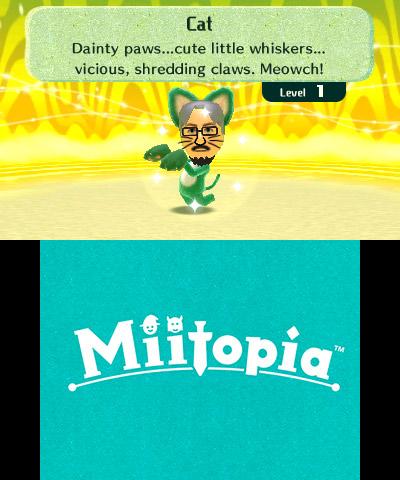 Cat
Dainty paws...cute little whiskers...
vicious, shredding claws. Meowch!
Level 1
Miitopia™